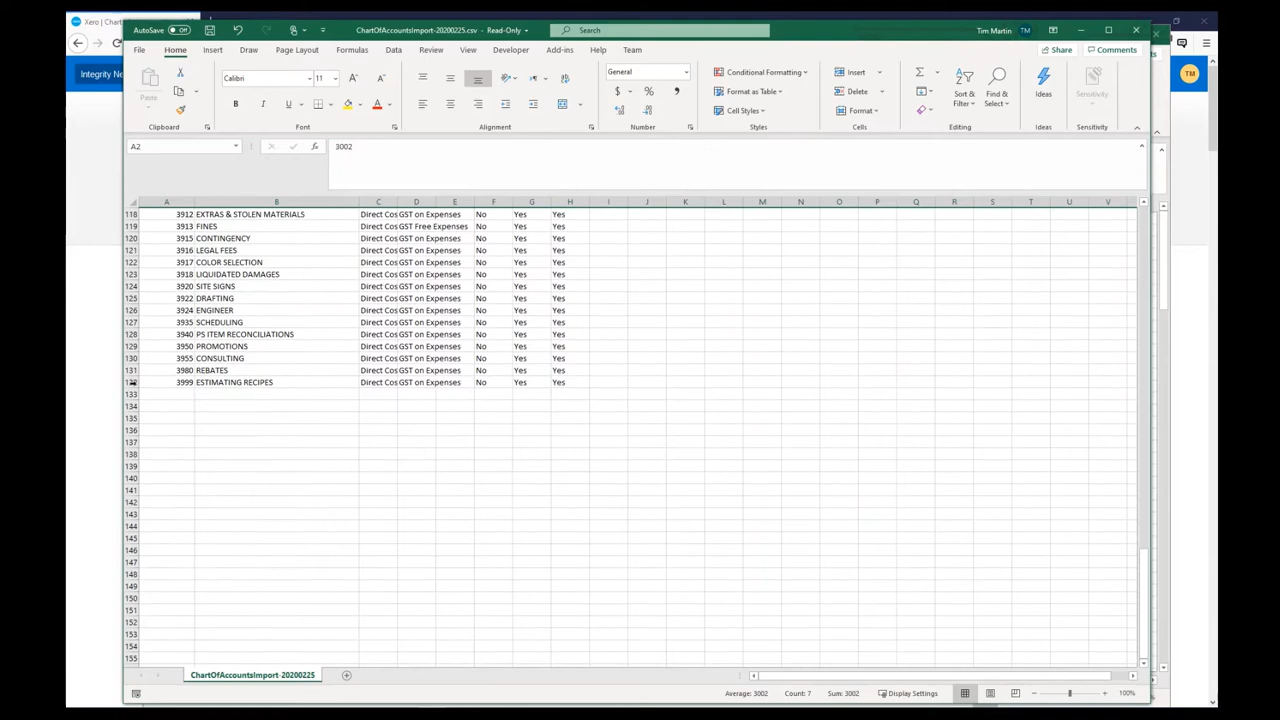 Xero | Chart
AutoSave Off
ChartOfAccountsImport-20200225.csv - Read-Only
Search
Tim Martin
TM
File Home Insert Draw Page Layout Formulas Data Review View Developer Add-ins Help Team
Share Comments
Integrity Ne
TM
Paste
Calibri 11
General
Conditional Formatting
Format as Table
Cell Styles
Insert
Delete
Format
Sort & Filter
Find & Select
Ideas
Sensitivity
Clipboard Font Alignment Number Styles Cells Editing Ideas Sensitivity
A2 3002
A B C D E F G H I J K L M N O P Q R S T U V
118 3912 EXTRAS & STOLEN MATERIALS Direct Cos GST on Expenses No Yes Yes
119 3913 FINES Direct Cos GST Free Expenses No Yes Yes
120 3915 CONTINGENCY Direct Cos GST on Expenses No Yes Yes
121 3916 LEGAL FEES Direct Cos GST on Expenses No Yes Yes
122 3917 COLOR SELECTION Direct Cos GST on Expenses No Yes Yes
123 3918 LIQUIDATED DAMAGES Direct Cos GST on Expenses No Yes Yes
124 3920 SITE SIGNS Direct Cos GST on Expenses No Yes Yes
125 3922 DRAFTING Direct Cos GST on Expenses No Yes Yes
126 3924 ENGINEER Direct Cos GST on Expenses No Yes Yes
127 3935 SCHEDULING Direct Cos GST on Expenses No Yes Yes
128 3940 PS ITEM RECONCILIATIONS Direct Cos GST on Expenses No Yes Yes
129 3950 PROMOTIONS Direct Cos GST on Expenses No Yes Yes
130 3955 CONSULTING Direct Cos GST on Expenses No Yes Yes
131 3980 REBATES Direct Cos GST on Expenses No Yes Yes
3999 ESTIMATING RECIPES Direct Cos GST on Expenses No Yes Yes
133
134
135
136
137
138
139
140
141
142
143
144
145
146
147
148
149
150
151
152
153
154
155
ChartOfAccountsImport-20200225
Average: 3002 Count: 7 Sum: 3002 Display Settings 100%